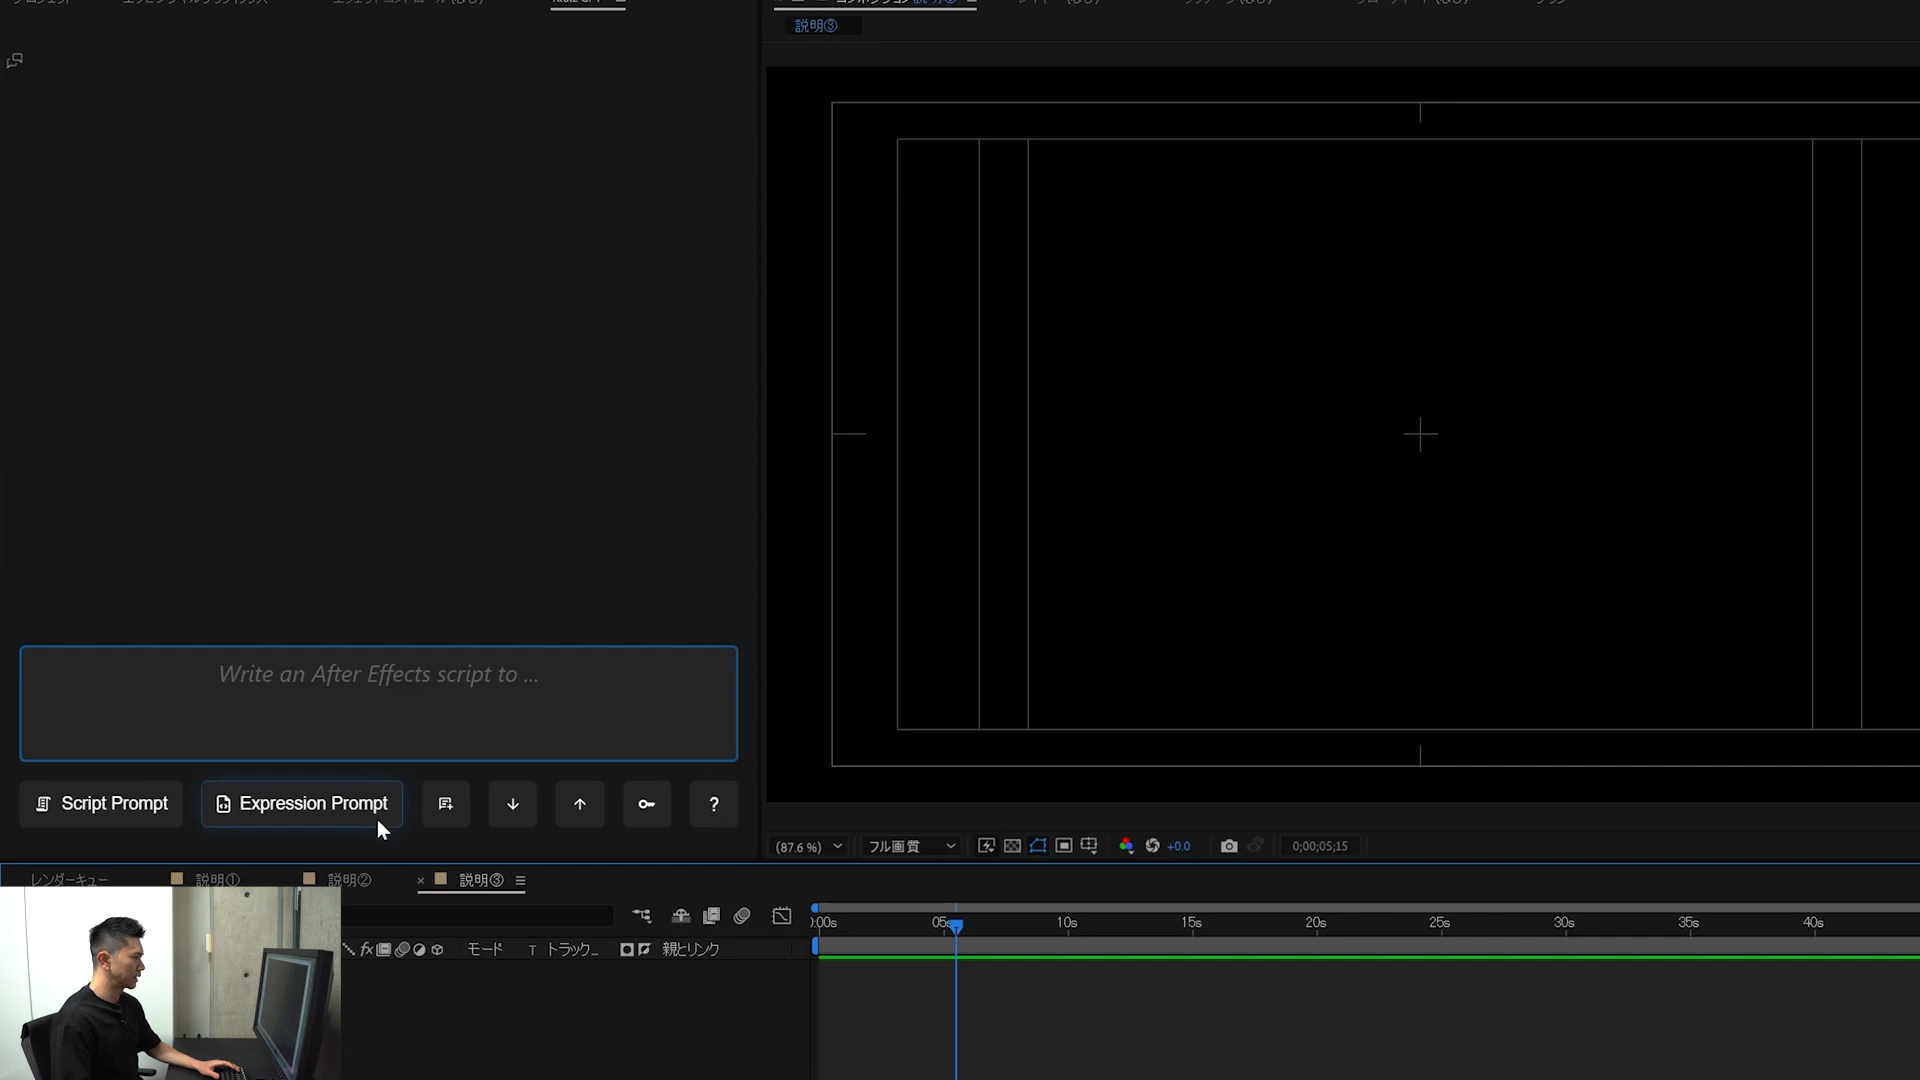 説明③
Write an After Effects script to ...
Script Prompt
Expression Prompt
?
(87.6 %)
フル画質
+0.0
0;00;05;15
レンダーキュー
説明①
説明②
× 説明③
:00s 05s 10s 15s 20s 25s 30s 35s 40s
fx
モード
T トラック...
親とリンク